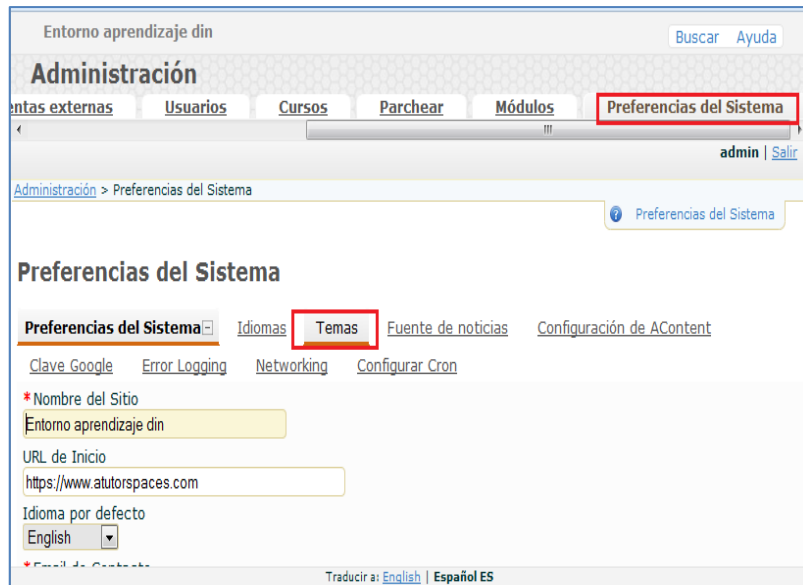 Entorno aprendizaje din
Buscar Ayuda
Administración
entas externas Usuarios Cursos Parchear Módulos Preferencias del Sistema
admin | Salir
Administración > Preferencias del Sistema
Preferencias del Sistema
Preferencias del Sistema
Preferencias del Sistema Idiomas Temas Fuente de noticias Configuración de AContent
Clave Google Error Logging Networking Configurar Cron
*Nombre del Sitio
Entorno aprendizaje din
URL de Inicio
https://www.atutorspaces.com
Idioma por defecto
English
Traducir a: English | Español ES